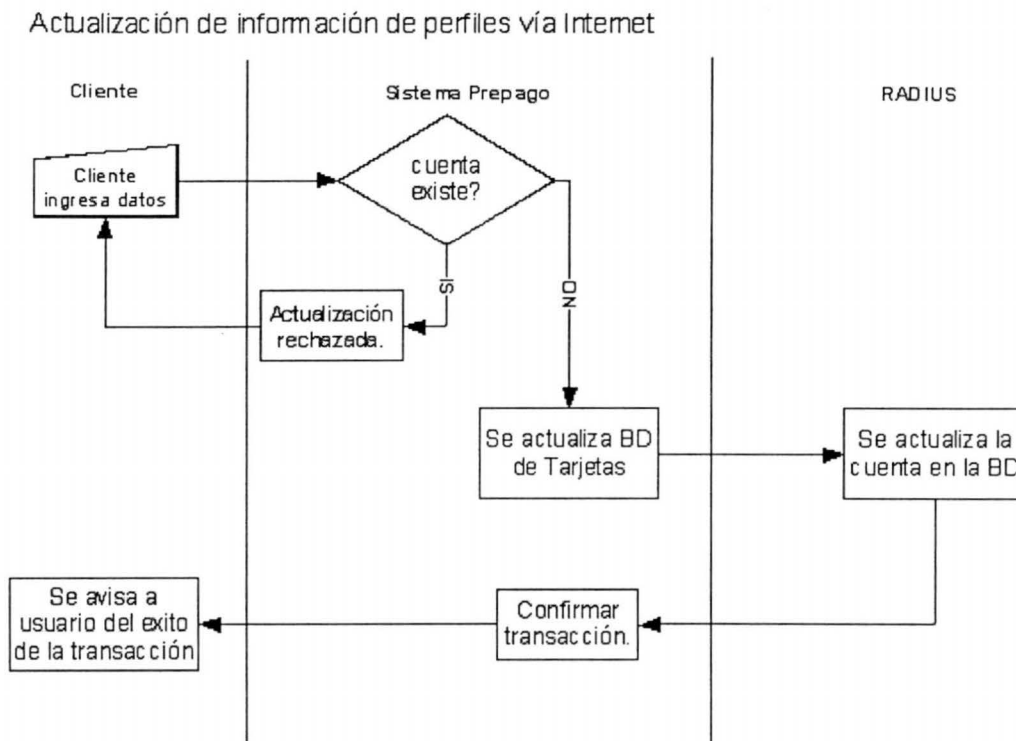 Actualización de información de perfiles vía Internet
Cliente
Sistema Prepago
RADIUS
Cliente
ingresa datos
cuenta
existe?
SI
NO
Actualización
rechazada.
Se actualiza BD
de Tarjetas
Se actualiza la
cuenta en la BD
Se avisa a
usuario del exito
de la transacción
Confirmar
transacción.